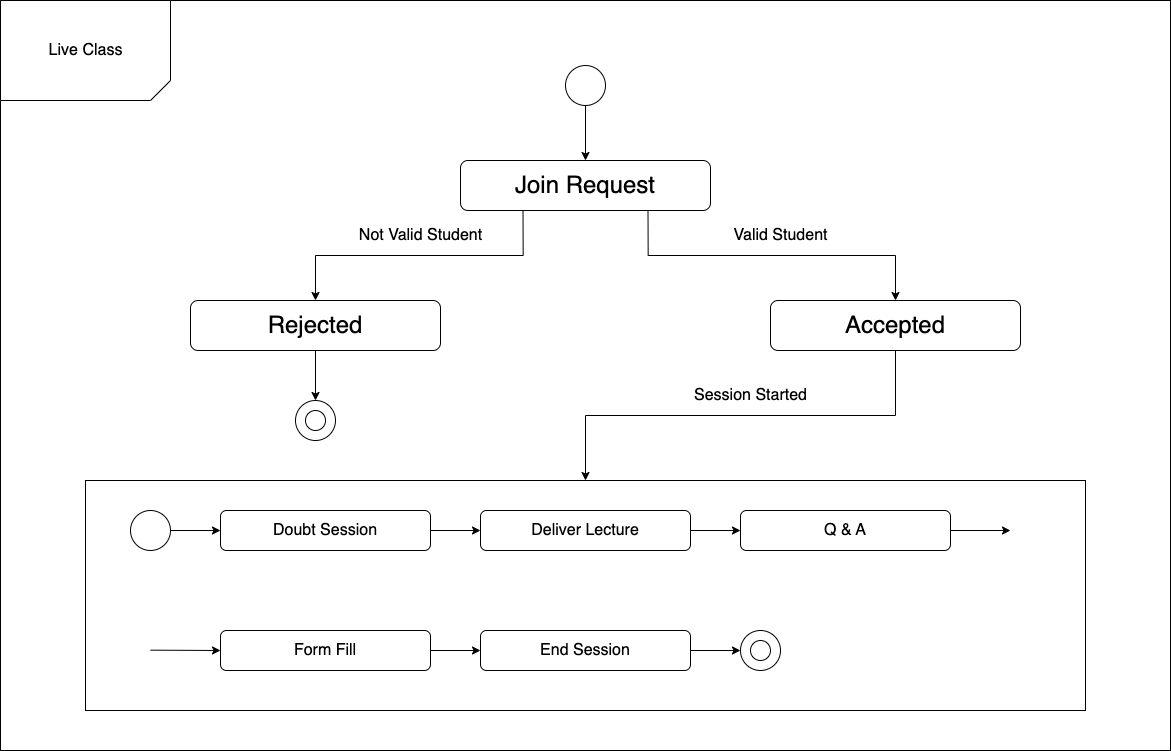 Live Class
Join Request
Not Valid Student
Valid Student
Rejected
Accepted
Session Started
Doubt Session
Deliver Lecture
Q & A
Form Fill
End Session